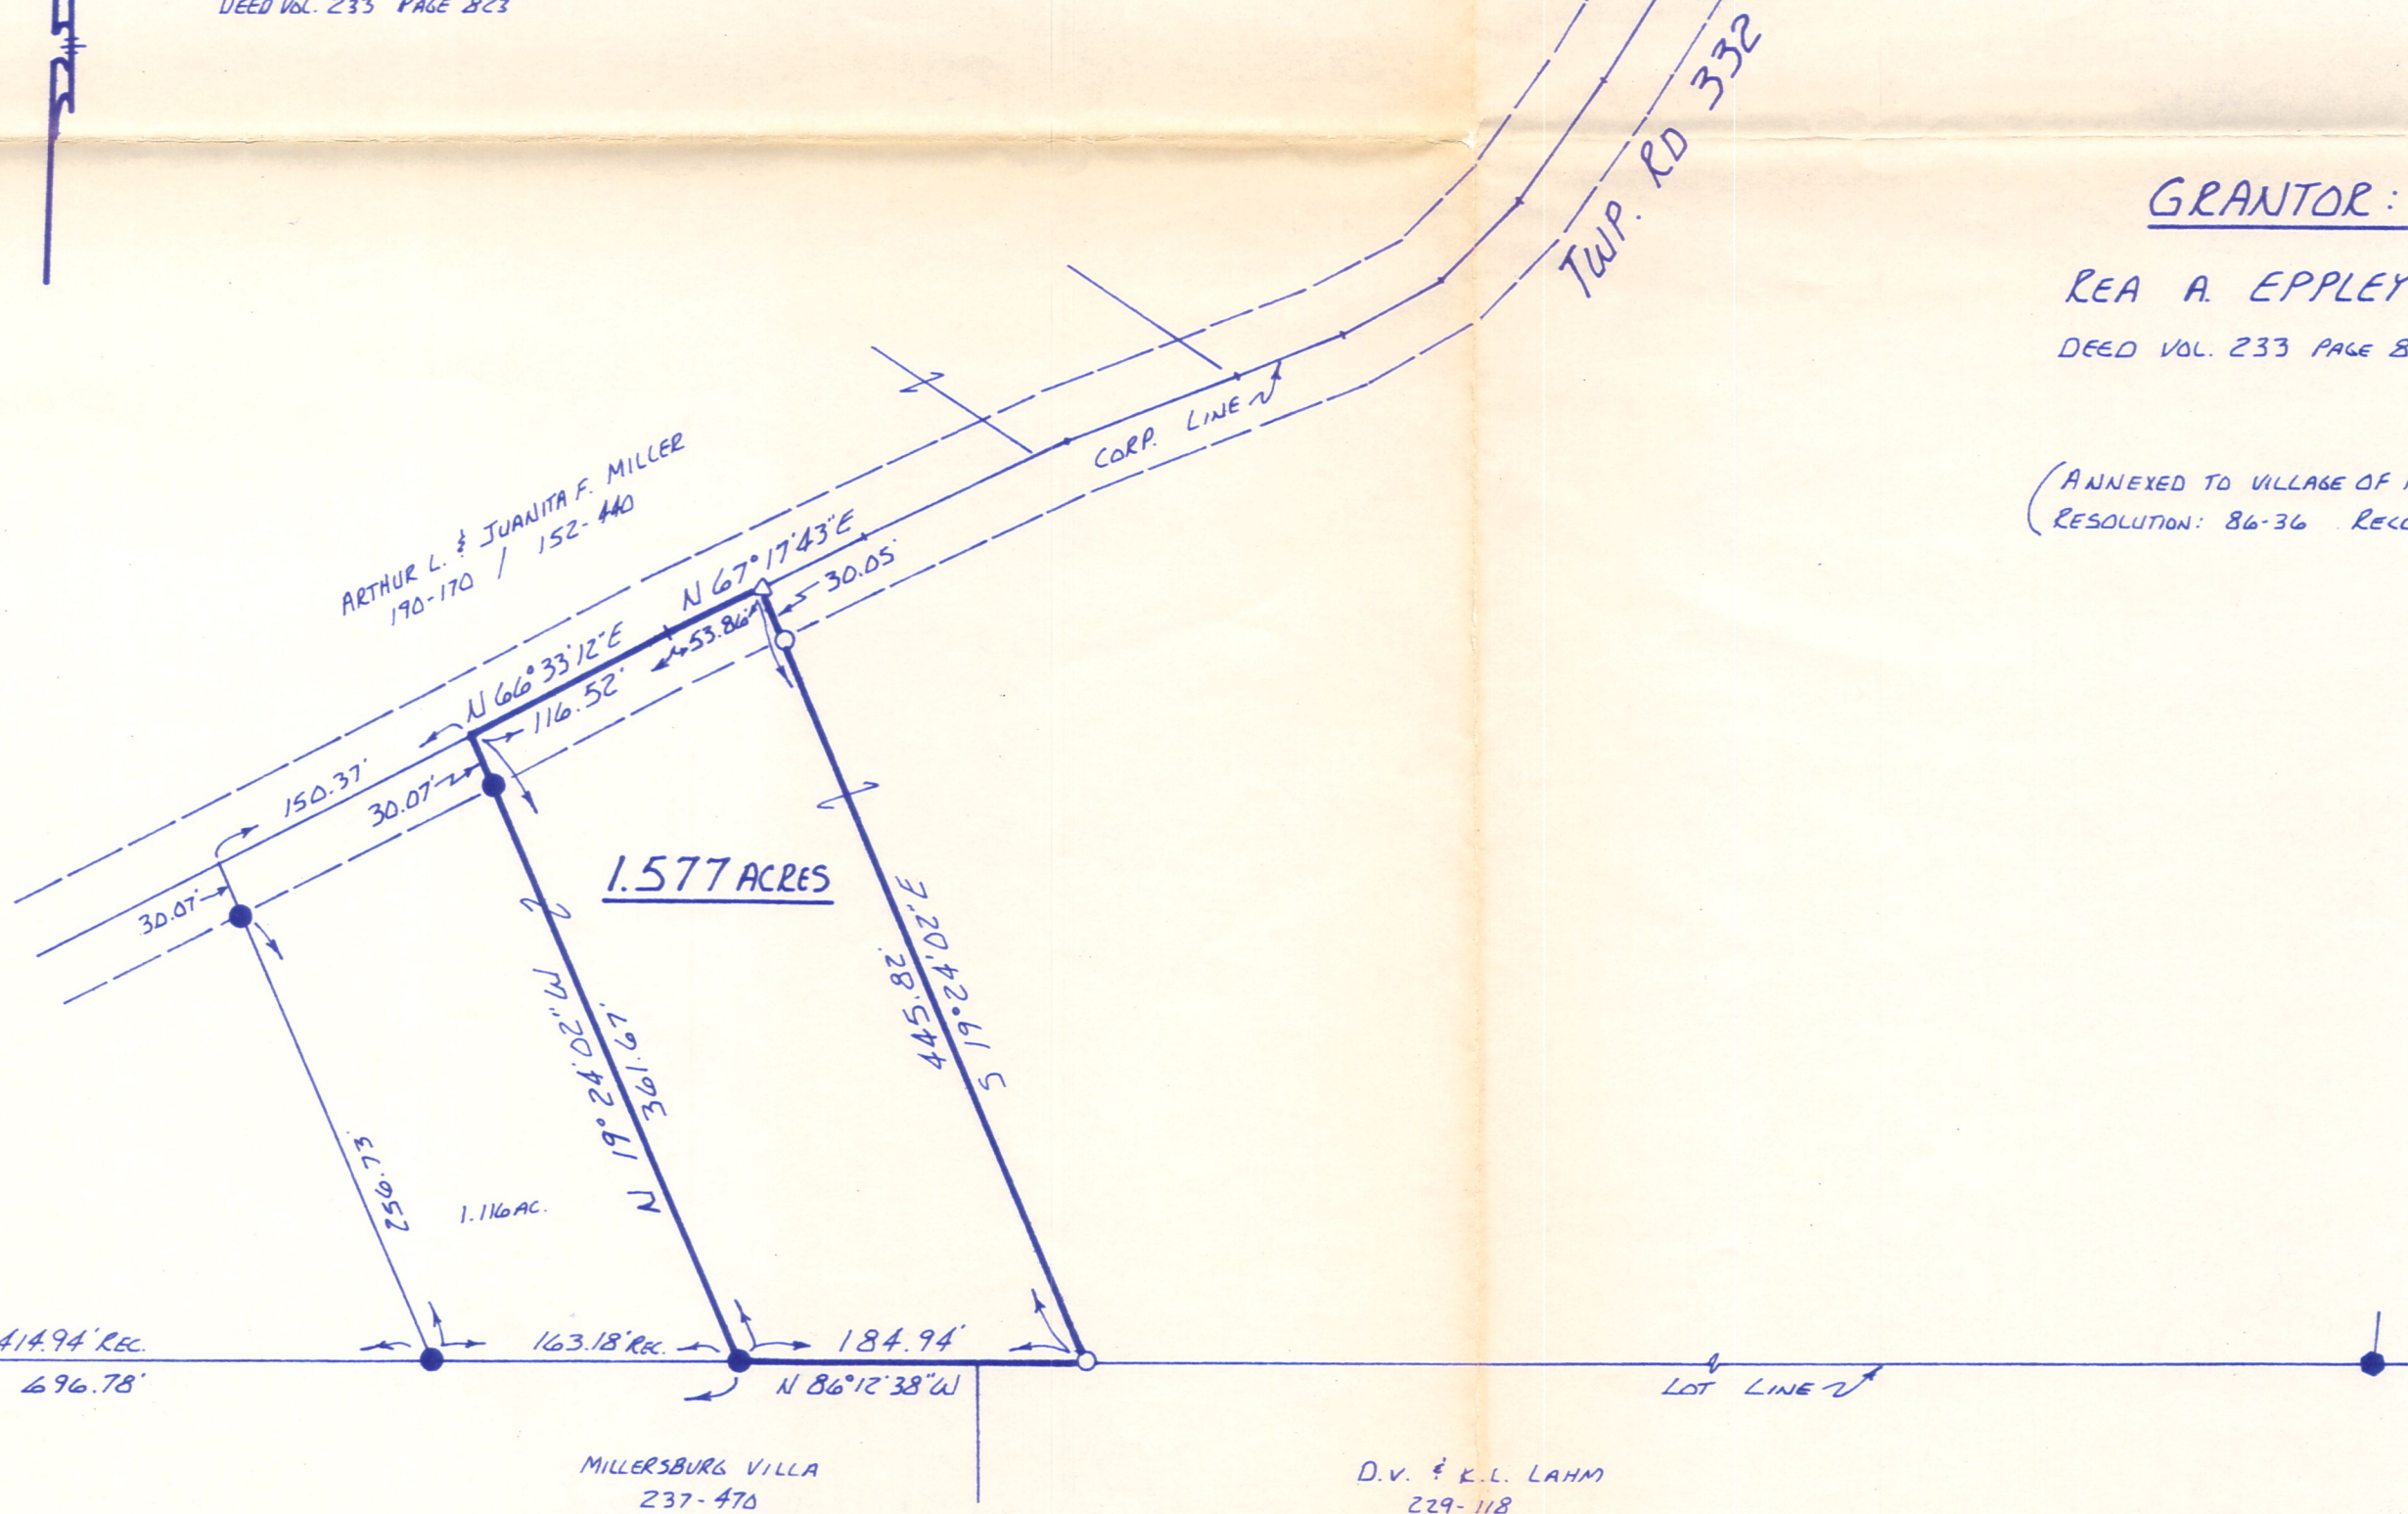 DEED VOL. 233 PAGE 823
TWP. RD 332
GRANTOR:
REA A. EPPLEY
DEED VOL. 233 PAGE 8
(ANNEXED TO VILLAGE OF
RESOLUTION: 86-36 RECO
CORP. LINE
ARTHUR L. & JUANITA F. MILLER
190-170 / 152-440
N 67° 17' 43" E
30.05'
53.86'
N 66° 33' 12" E
116.52'
150.37'
30.07'
30.07'
1.577 ACRES
N 19° 24' 02" W
361.67'
445.82'
S 19° 24' 02" E
256.73'
1.116 AC.
414.94' REC.
163.18' REC.
184.94'
696.78'
N 86° 12' 38" W
LOT LINE
MILLERSBURG VILLA
237-470
D.V. & K.L. LAHM
229-118